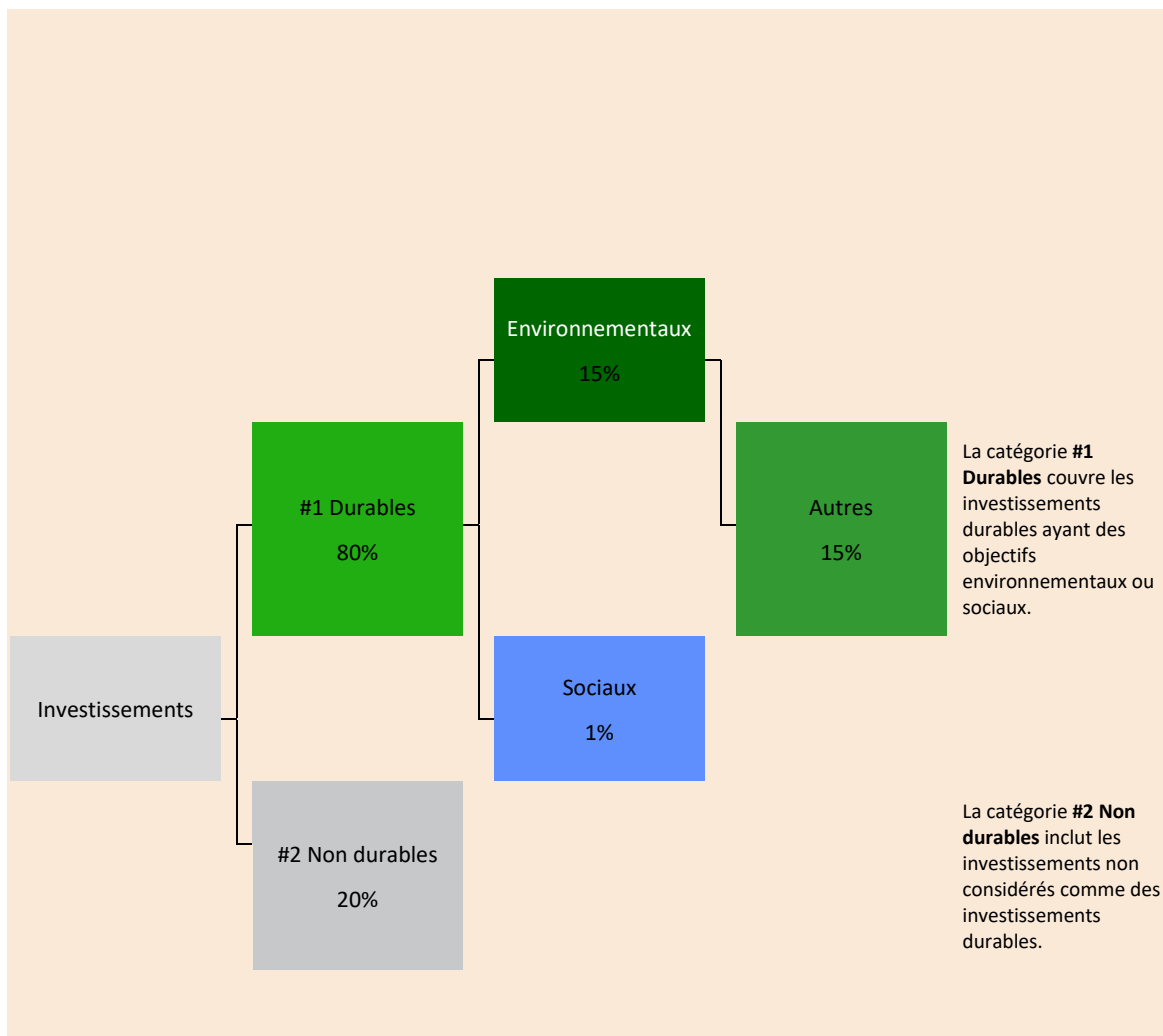 Environnementaux
15%
#1 Durables
80%
Autres
15%
La catégorie #1
Durables couvre les
investissements
durables ayant des
objectifs
environnementaux ou
sociaux.
Investissements
Sociaux
1%
#2 Non durables
20%
La catégorie #2 Non
durables inclut les
investissements non
considérés comme des
investissements
durables.